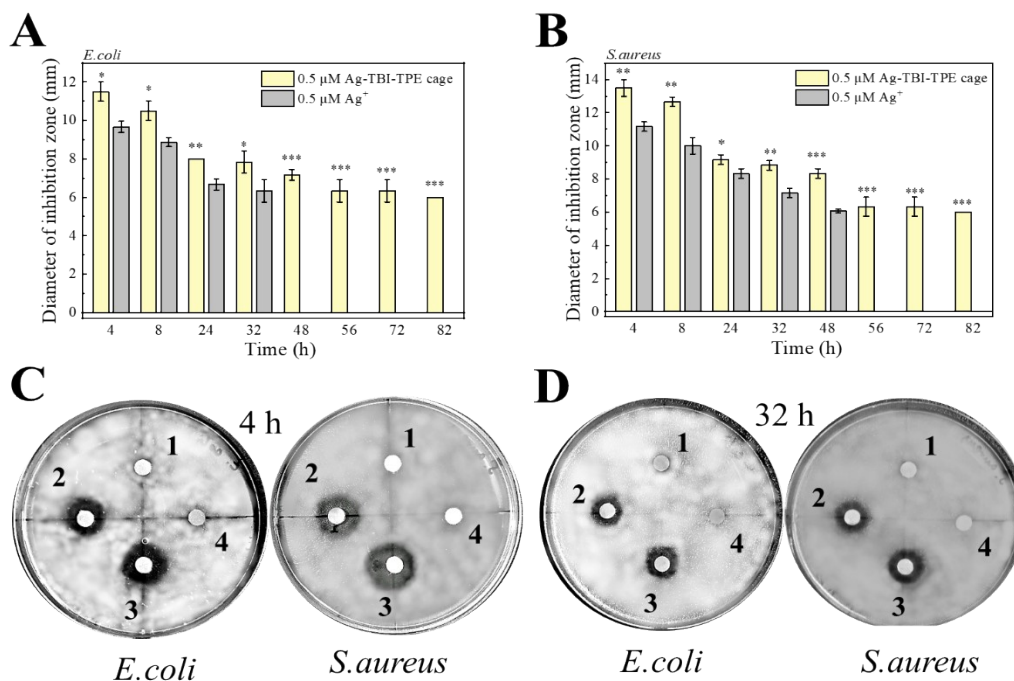 A
E.coli
Diameter of inhibition zone (mm)
0.5 μM Ag-TBI-TPE cage
0.5 μM Ag⁺
12
10
8
6
4
2
0
* * ** * *** *** *** ***
4 8 24 32 48 56 72 82
Time (h)
B
S.aureus
Diameter of inhibition zone (mm)
0.5 μM Ag-TBI-TPE cage
0.5 μM Ag⁺
14
12
10
8
6
4
2
0
** ** * ** *** *** *** ***
4 8 24 32 48 56 72 82
Time (h)
C
4 h
1
2
3
4
1
2
3
4
E.coli
S.aureus
D
32 h
1
2
3
4
1
2
3
4
E.coli
S.aureus